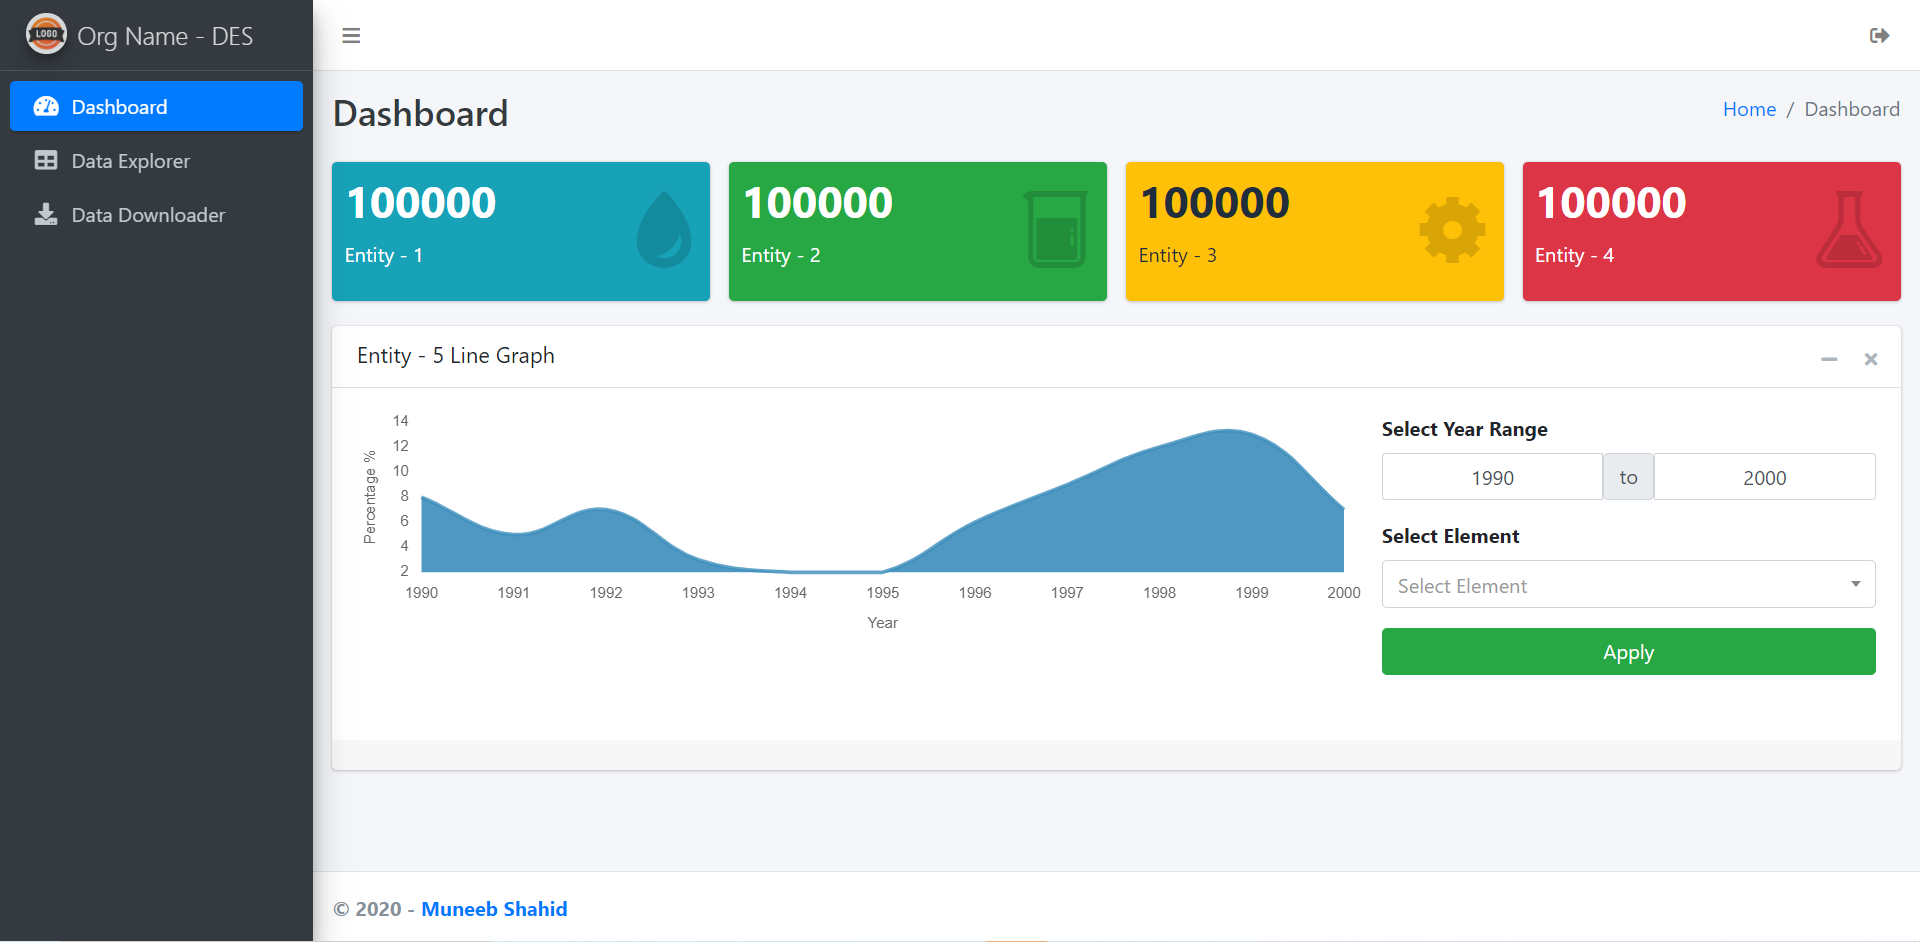 LOGO
Org Name - DES
Dashboard
Data Explorer
Data Downloader
Dashboard
Home / Dashboard
100000
Entity - 1
100000
Entity - 2
100000
Entity - 3
100000
Entity - 4
Entity - 5 Line Graph
Percentage %
14
12
10
8
6
4
2
1990 1991 1992 1993 1994 1995 1996 1997 1998 1999 2000
Year
Select Year Range
1990 to 2000
Select Element
Select Element
Apply
© 2020 - Muneeb Shahid